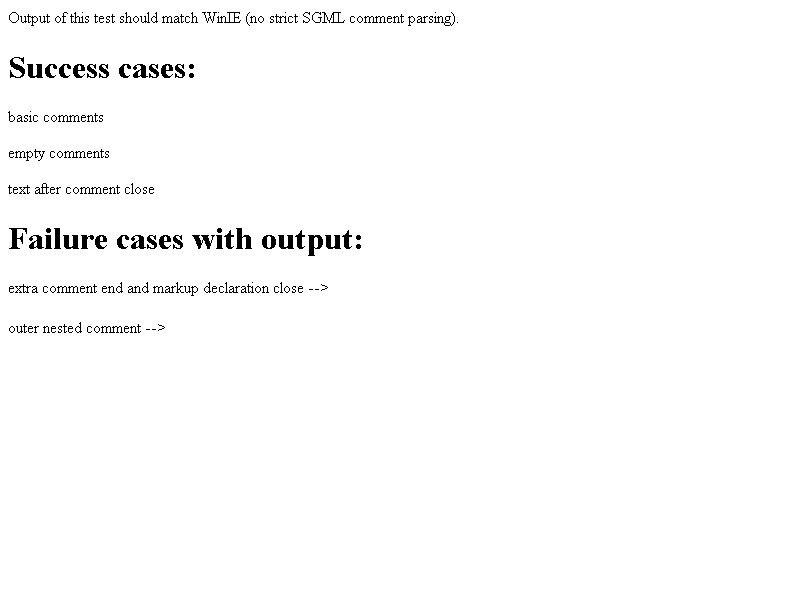 Output of this test should match WinIE (no strict SGML comment parsing).
Success cases:
basic comments
empty comments
text after comment close
Failure cases with output:
extra comment end and markup declaration close -->
outer nested comment -->